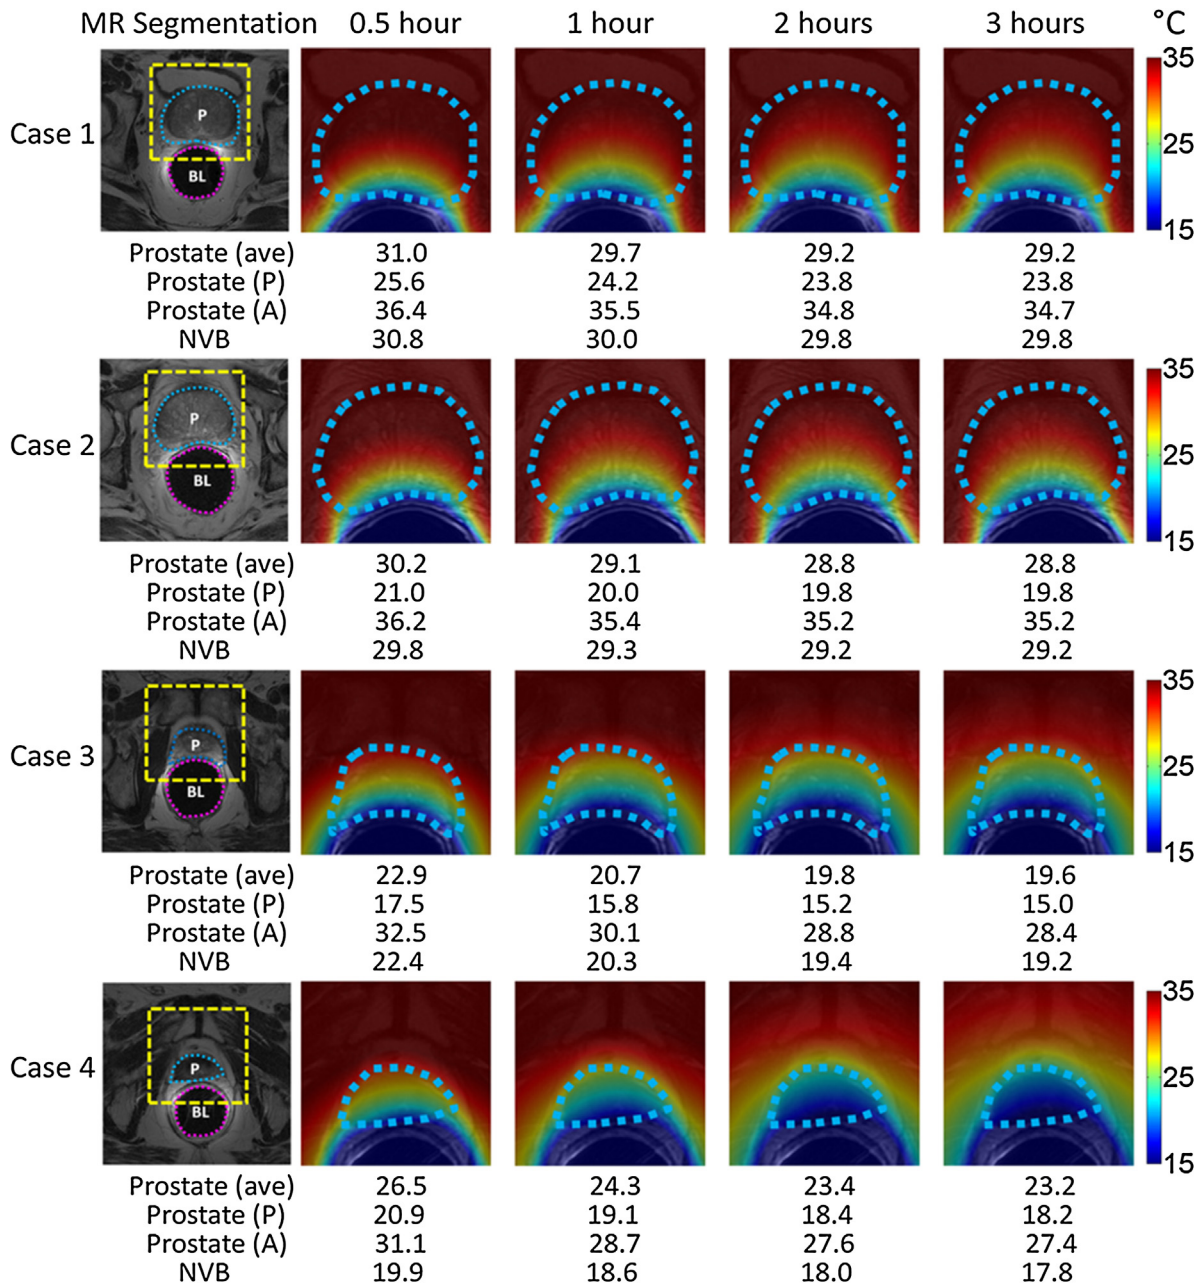 MR Segmentation 0.5 hour 1 hour 2 hours 3 hours °C
Case 1 P BL 35 25 15
Prostate (ave) 31.0 29.7 29.2 29.2
Prostate (P) 25.6 24.2 23.8 23.8
Prostate (A) 36.4 35.5 34.8 34.7
NVB 30.8 30.0 29.8 29.8
Case 2 P BL 35 25 15
Prostate (ave) 30.2 29.1 28.8 28.8
Prostate (P) 21.0 20.0 19.8 19.8
Prostate (A) 36.2 35.4 35.2 35.2
NVB 29.8 29.3 29.2 29.2
Case 3 P BL 35 25 15
Prostate (ave) 22.9 20.7 19.8 19.6
Prostate (P) 17.5 15.8 15.2 15.0
Prostate (A) 32.5 30.1 28.8 28.4
NVB 22.4 20.3 19.4 19.2
Case 4 P BL 35 25 15
Prostate (ave) 26.5 24.3 23.4 23.2
Prostate (P) 20.9 19.1 18.4 18.2
Prostate (A) 31.1 28.7 27.6 27.4
NVB 19.9 18.6 18.0 17.8